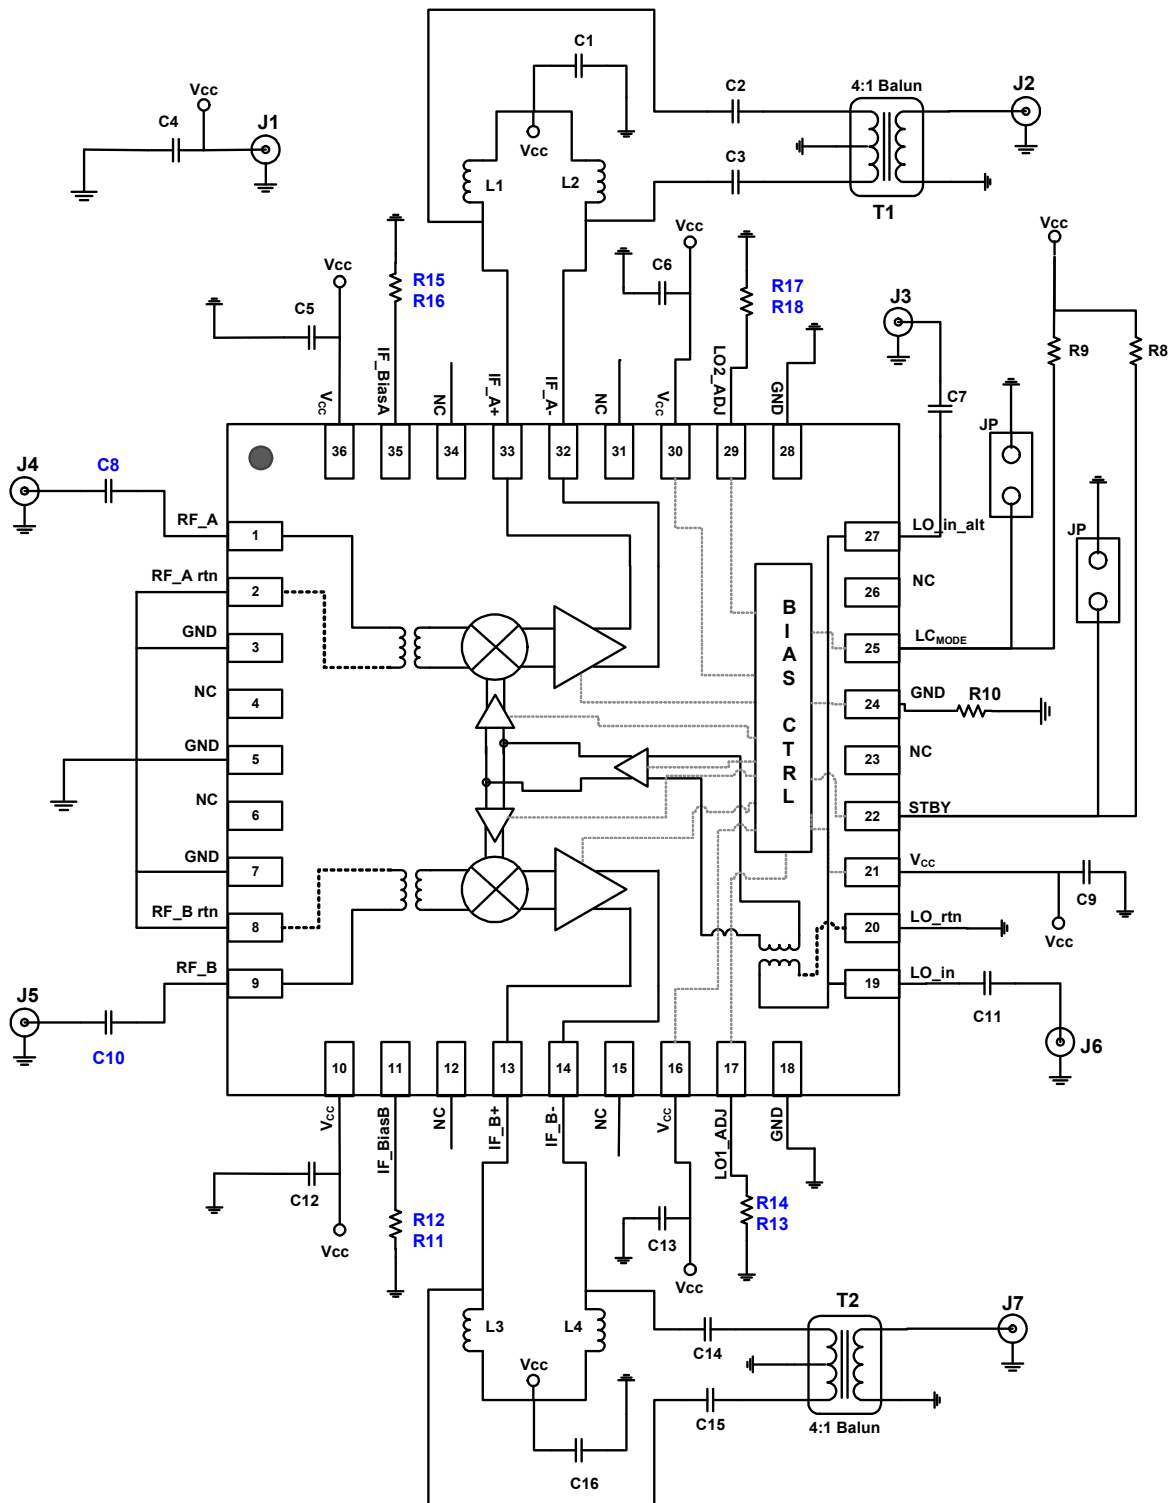 C1
C2
4:1 Balun
J2
Vcc
C4
J1
Vcc
C3
L1
L2
T1
Vcc
Vcc
Vcc
C6
R15
R16
R17
R18
J3
C5
R9
R8
C7
VCC
IF_BiasA
NC
IF_A+
IF_A-
NC
VCC
LO2_ADJ
GND
JP
36
35
34
33
32
31
30
29
28
J4
C8
RF_A
1
27
LO_in_alt
JP
RF_A rtn
2
26
NC
GND
3
25
LCMODE
NC
4
24
GND
R10
GND
5
23
NC
NC
6
22
STBY
GND
7
21
VCC
C9
RF_B rtn
8
20
LO_rtn
Vcc
RF_B
9
19
LO_in
BIAS CTRL
J5
C10
C11
J6
10
11
12
13
14
15
16
17
18
VCC
IF_BiasB
NC
IF_B+
IF_B-
NC
VCC
LO1_ADJ
GND
C12
Vcc
R12
R11
C13
Vcc
R14
R13
T2
J7
L3
L4
C14
Vcc
C15
4:1 Balun
C16